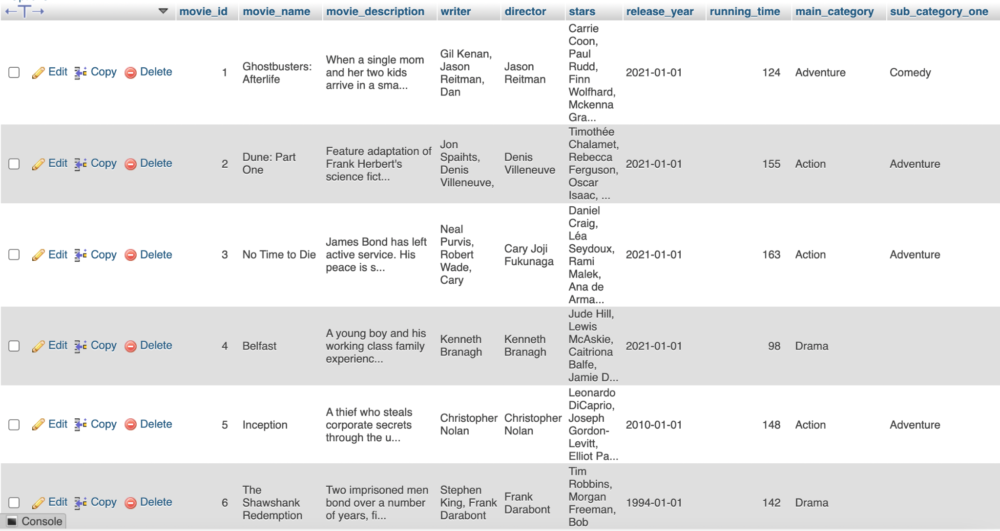 movie_id movie_name movie_description writer director stars release_year running_time main_category sub_category_one
Edit Copy Delete
1
Ghostbusters:
Afterlife
When a single mom
and her two kids
arrive in a sma...
Gil Kenan,
Jason
Reitman,
Dan
Jason
Reitman
Carrie
Coon,
Paul
Rudd,
Finn
Wolfhard,
Mckenna
Gra...
2021-01-01
124
Adventure
Comedy
Edit Copy Delete
2
Dune: Part
One
Feature adaptation of
Frank Herbert's
science fict...
Jon
Spaihts,
Denis
Villeneuve,
Denis
Villeneuve
Timothée
Chalamet,
Rebecca
Ferguson,
Oscar
Isaac, ...
2021-01-01
155
Action
Adventure
Edit Copy Delete
3
No Time to Die
James Bond has left
active service. His
peace is s...
Neal
Purvis,
Robert
Wade,
Cary
Cary Joji
Fukunaga
Daniel
Craig,
Léa
Seydoux,
Rami
Malek,
Ana de
Arma...
2021-01-01
163
Action
Adventure
Edit Copy Delete
4
Belfast
A young boy and his
working class family
experienc...
Kenneth
Branagh
Kenneth
Branagh
Jude Hill,
Lewis
McAskie,
Caitriona
Balfe,
Jamie D...
2021-01-01
98
Drama
Edit Copy Delete
5
Inception
A thief who steals
corporate secrets
through the u...
Christopher
Nolan
Christopher
Nolan
Leonardo
DiCaprio,
Joseph
Gordon-
Levitt,
Elliot Pa...
2010-01-01
148
Action
Adventure
Edit Copy Delete
6
The
Shawshank
Redemption
Two imprisoned men
bond over a number
of years, fi...
Stephen
King, Frank
Darabont
Frank
Darabont
Tim
Robbins,
Morgan
Freeman,
Bob
1994-01-01
142
Drama
Console